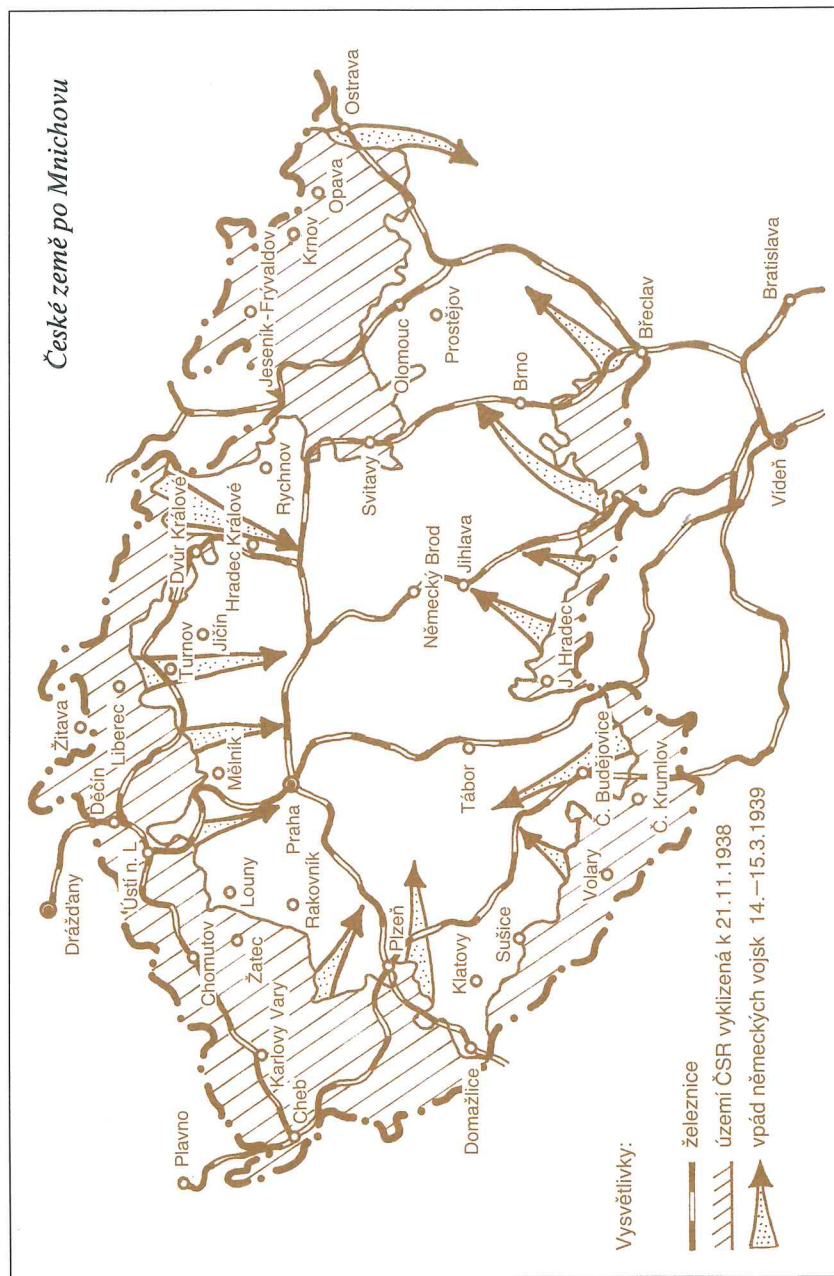 České země po Mnichovu
Drážďany
Žitava
Děčín
Liberec
Ústí n. L.
Plavno
Chomutov
Turnov
Jičín
Dvůr Králové
Hradec Králové
Jeseník-Frývaldov
Krnov
Opava
Ostrava
Karlovy Vary
Cheb
Žatec
Louny
Mělník
Rakovník
Praha
Rychnov
Plzeň
Svitavy
Olomouc
Prostějov
Německý Brod
Jihlava
Klatovy
Domažlice
Sušice
Tábor
J. Hradec
Brno
Č. Budějovice
Volary
Č. Krumlov
Břeclav
Vídeň
Bratislava
Vysvětlivky:
železnice
území ČSR vyklizená k 21.11.1938
vpád německých vojsk 14.–15.3.1939